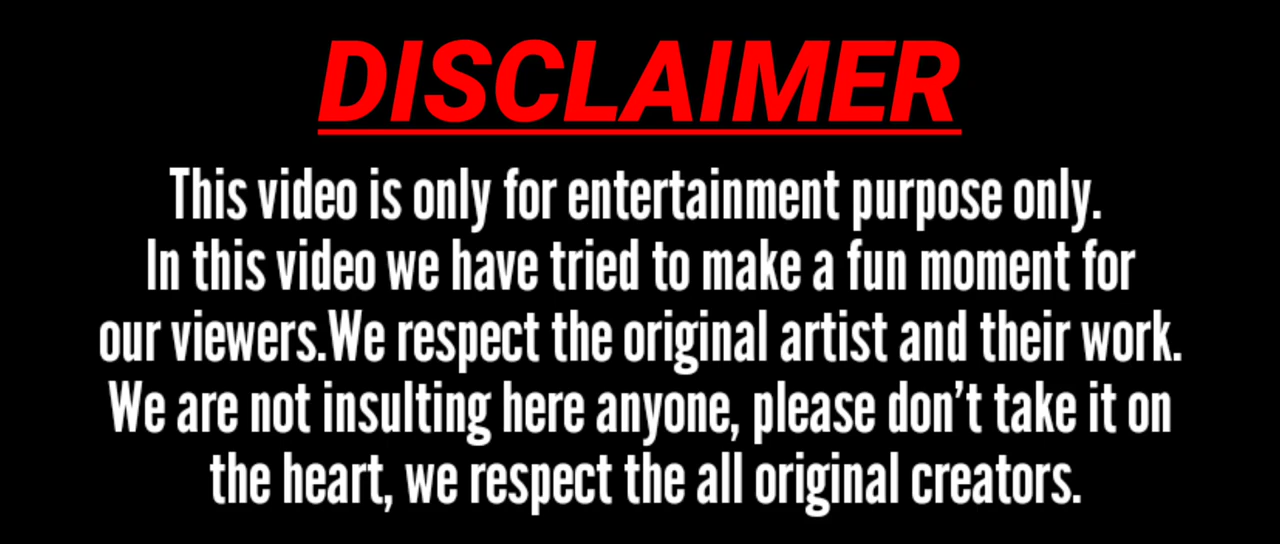 DISCLAIMER
This video is only for entertainment purpose only.
In this video we have tried to make a fun moment for
our viewers.We respect the original artist and their work.
We are not insulting here anyone, please don’t take it on
the heart, we respect the all original creators.